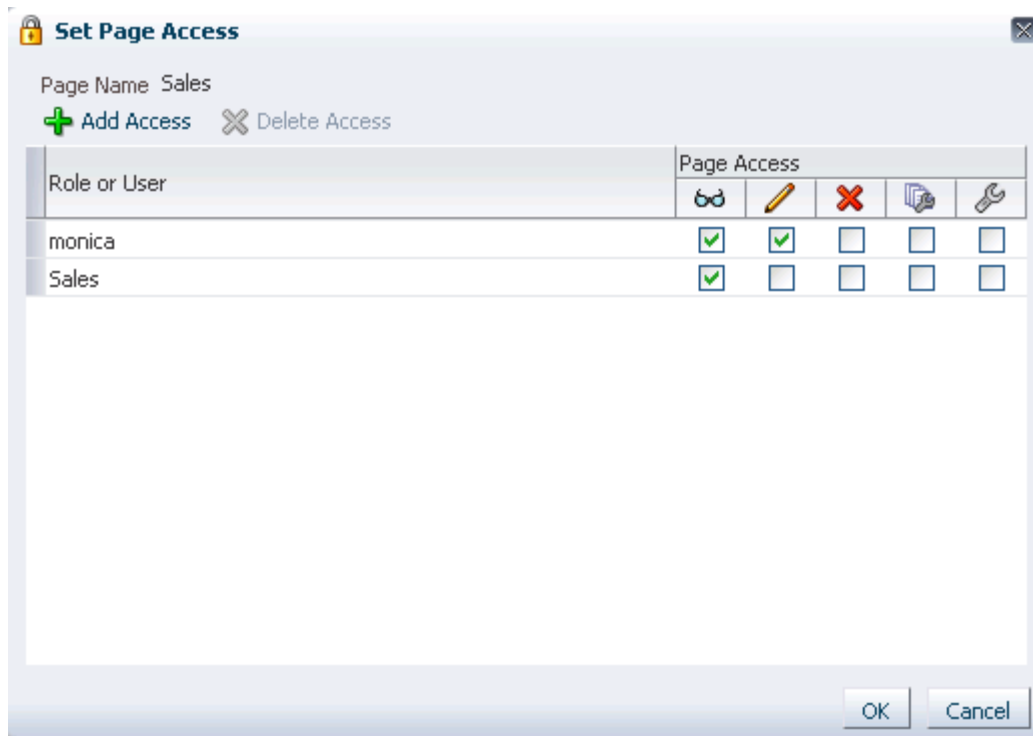 Set Page Access
Page Name Sales
Add Access Delete Access
Role or User
Page Access
monica
Sales
OK Cancel